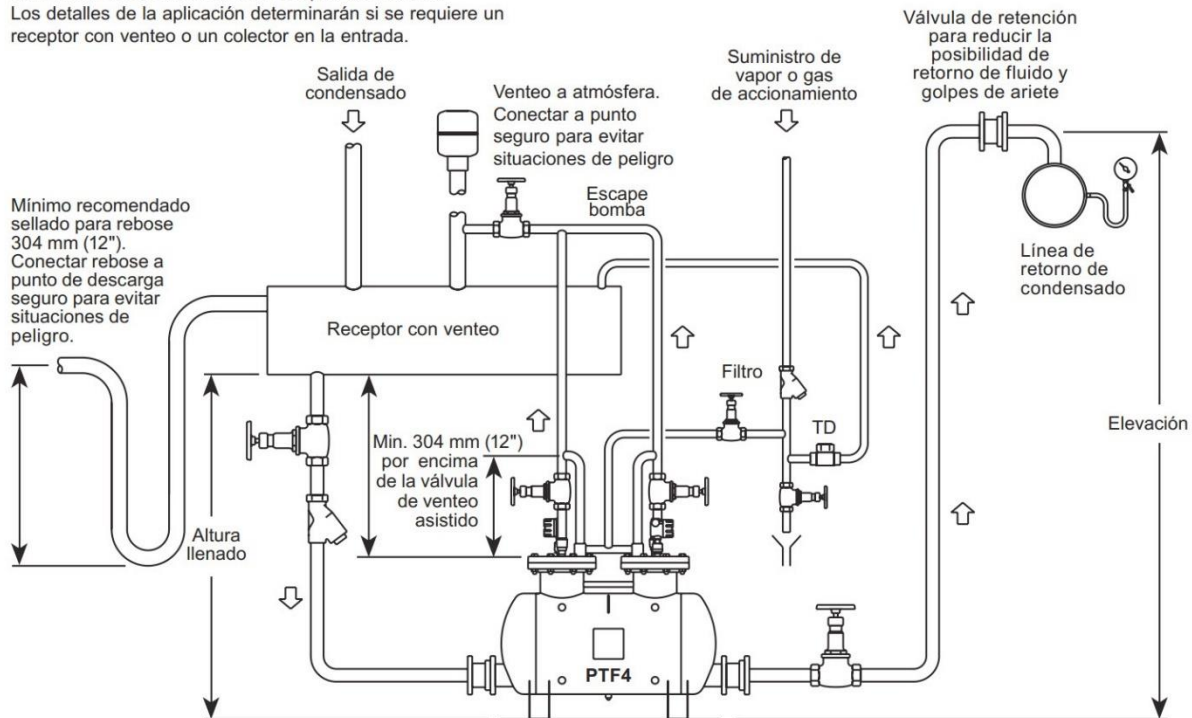 Los detalles de la aplicación determinarán si se requiere un
receptor con venteo o un colector en la entrada.
Salida de
condensado
Venteo a atmósfera.
Conectar a punto
seguro para evitar
situaciones de peligro
Suministro de
vapor o gas
de accionamiento
Válvula de retención
para reducir la
posibilidad de
retorno de fluido y
golpes de ariete
Mínimo recomendado
sellado para rebose
304 mm (12").
Conectar rebose a
punto de descarga
seguro para evitar
situaciones de
peligro.
Escape
bomba
Línea de
retorno de
condensado
Receptor con venteo
Filtro
TD
Elevación
Min. 304 mm (12")
por encima
de la válvula
de venteo
asistido
Altura
llenado
PTF4